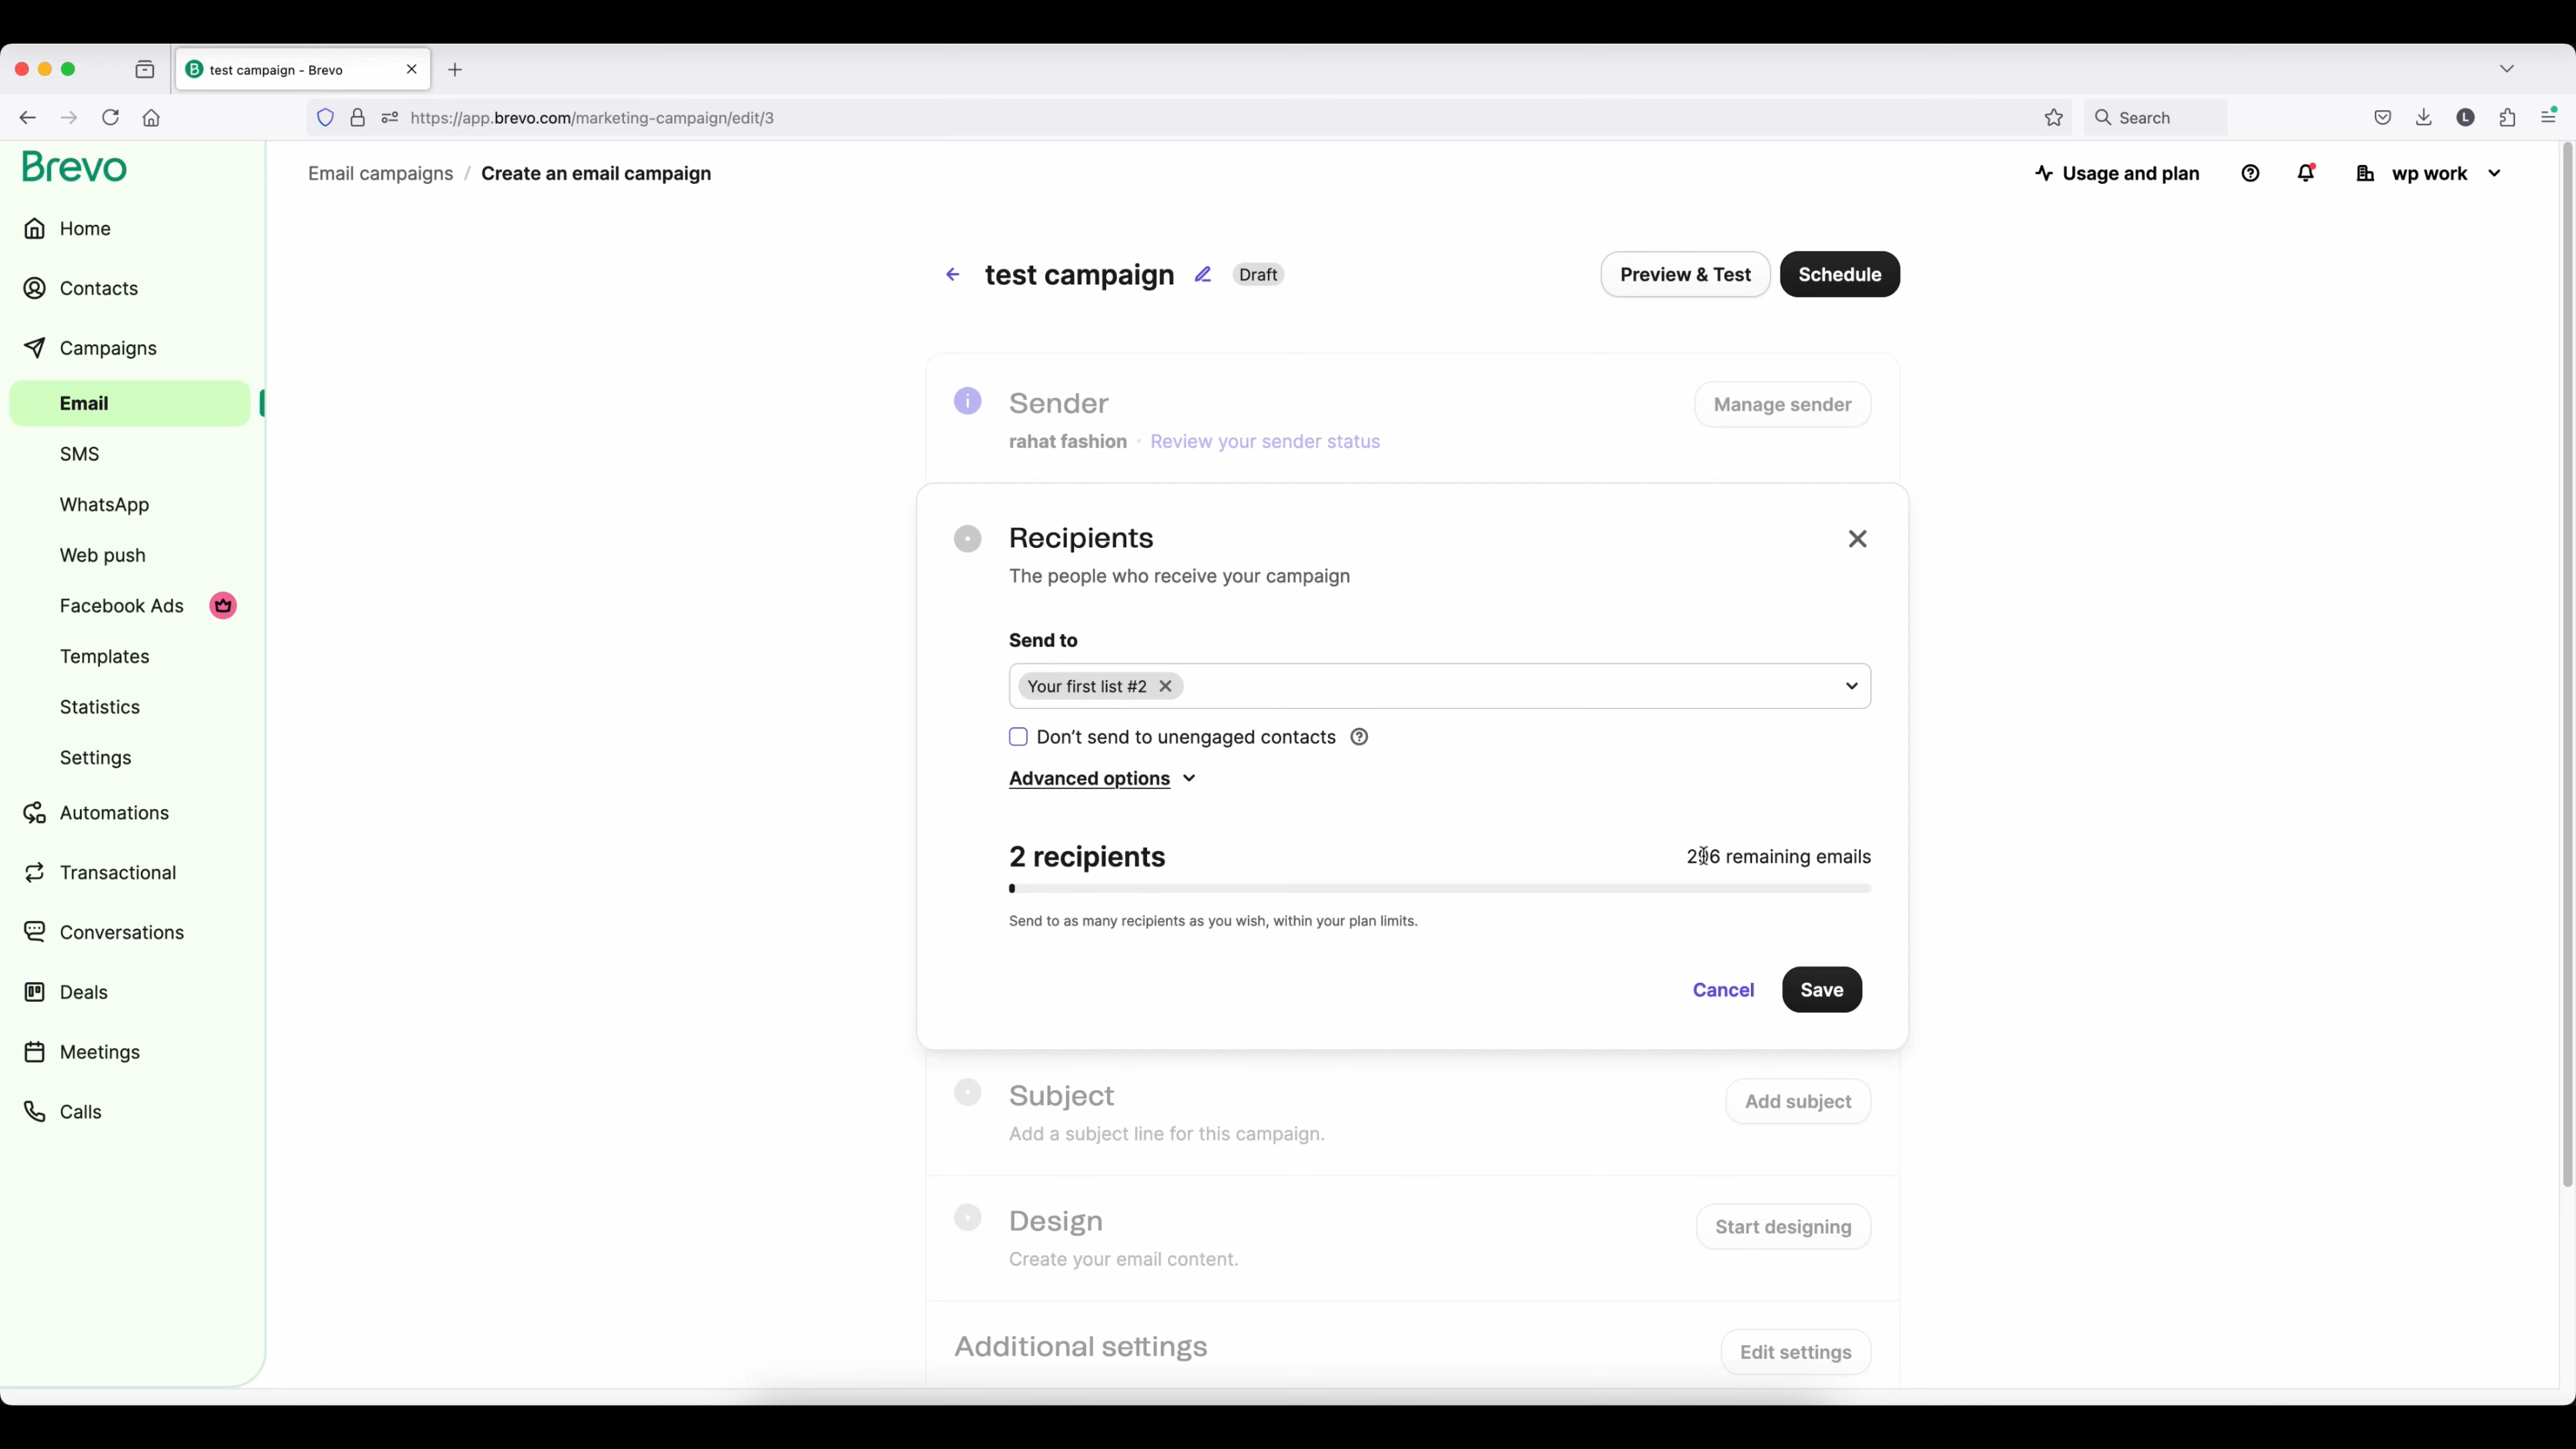 test campaign - Brevo
https://app.brevo.com/marketing-campaign/edit/3
Search
L
Brevo
Home
Contacts
Campaigns
Email
SMS
WhatsApp
Web push
Facebook Ads
Templates
Statistics
Settings
Automations
Transactional
Conversations
Deals
Meetings
Calls
Email campaigns / Create an email campaign
Usage and plan
wp work
test campaign
Draft
Preview & Test
Schedule
Sender
Manage sender
rahat fashion · Review your sender status
Recipients
The people who receive your campaign
Send to
Your first list #2
Don't send to unengaged contacts
Advanced options
2 recipients
remaining emails
Send to as many recipients as you wish, within your plan limits.
Cancel
Save
Subject
Add subject
Add a subject line for this campaign.
Design
Start designing
Create your email content.
Additional settings
Edit settings